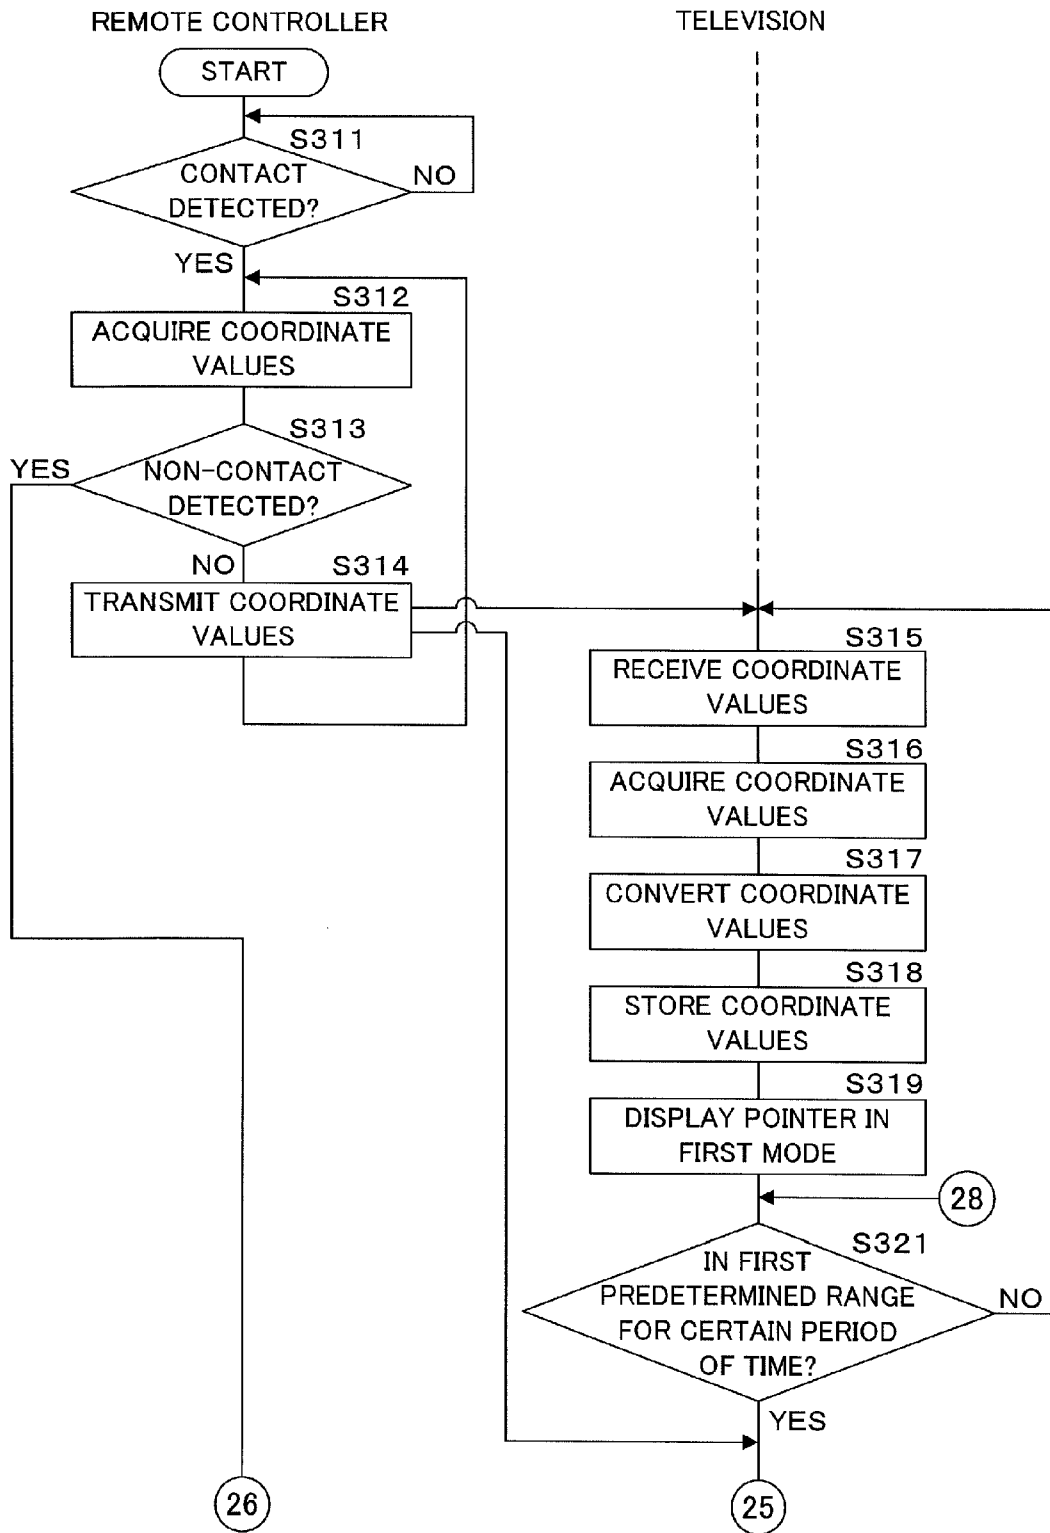 REMOTE CONTROLLER
TELEVISION
START
S311
CONTACT
DETECTED?
NO
YES
S312
ACQUIRE COORDINATE
VALUES
S313
YES
NON-CONTACT
DETECTED?
NO
S314
TRANSMIT COORDINATE
VALUES
S315
RECEIVE COORDINATE
VALUES
S316
ACQUIRE COORDINATE
VALUES
S317
CONVERT COORDINATE
VALUES
S318
STORE COORDINATE
VALUES
S319
DISPLAY POINTER IN
FIRST MODE
28
S321
IN FIRST
PREDETERMINED RANGE
FOR CERTAIN PERIOD
OF TIME?
NO
YES
26
25